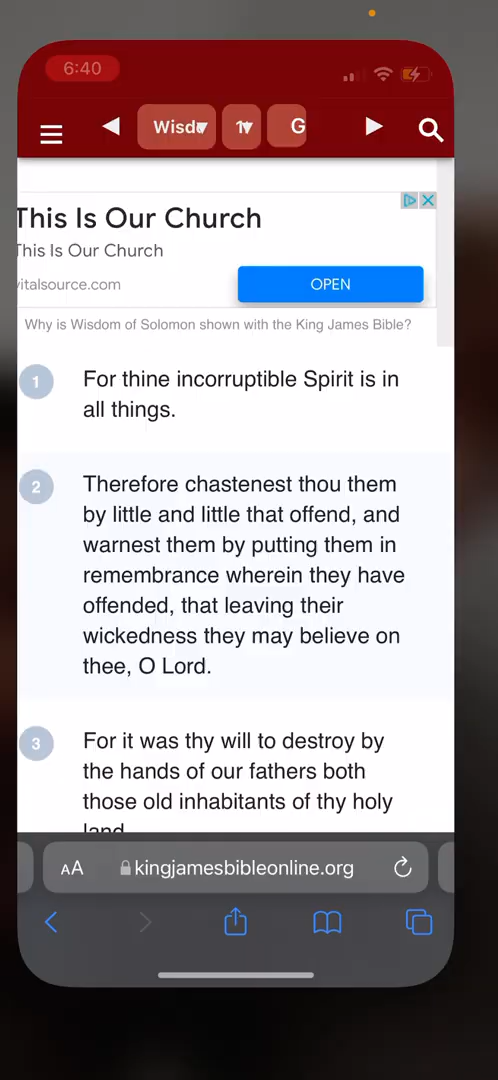 6:40
Wisd
1
G
This Is Our Church
This Is Our Church
vitalsource.com
OPEN
Why is Wisdom of Solomon shown with the King James Bible?
1
For thine incorruptible Spirit is in
all things.
2
Therefore chastenest thou them
by little and little that offend, and
warnest them by putting them in
remembrance wherein they have
offended, that leaving their
wickedness they may believe on
thee, O Lord.
3
For it was thy will to destroy by
the hands of our fathers both
those old inhabitants of thy holy
land
AA kingjamesbibleonline.org